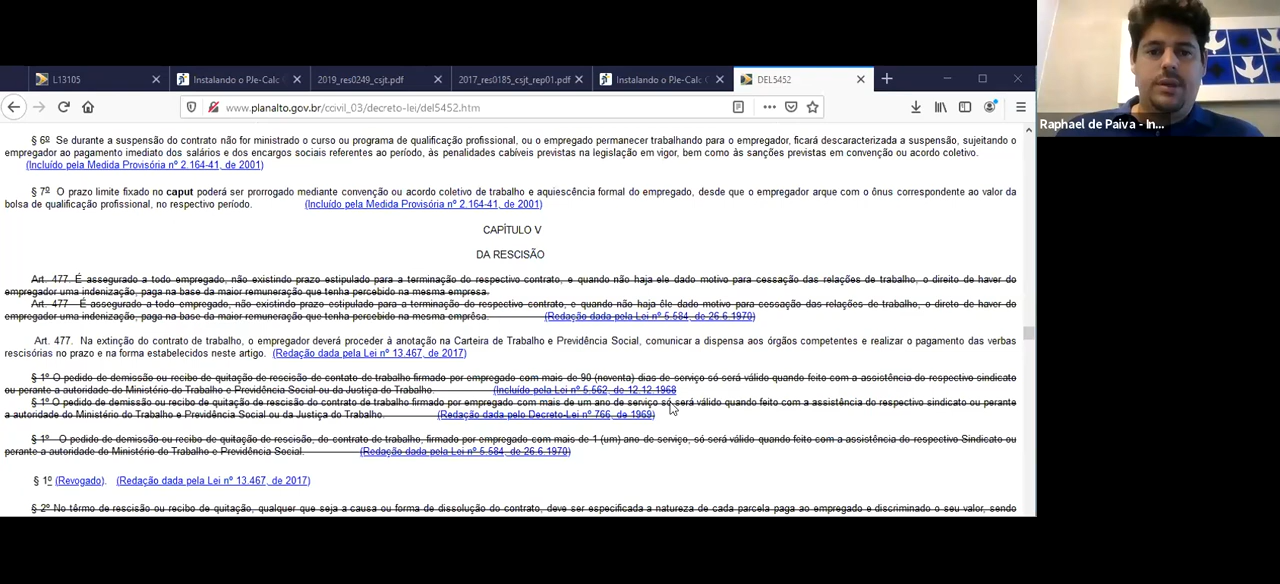 L13105
Instalando o PJe-Calc C
2019_res0249_csjt.pdf
2017_res0185_csjt_rep01.pdf
Instalando o PJe-Calc C
DEL5452
www.planalto.gov.br/ccivil_03/decreto-lei/del5452.htm
Raphael de Paiva - In...
§ 6º Se durante a suspensão do contrato não for ministrado o curso ou programa de qualificação profissional, ou o empregado permanecer trabalhando para o empregador, ficará descaracterizada a suspensão, sujeitando o
empregador ao pagamento imediato dos salários e dos encargos sociais referentes ao período, às penalidades cabíveis previstas na legislação em vigor, bem como às sanções previstas em convenção ou acordo coletivo.
(Incluído pela Medida Provisória nº 2.164-41, de 2001)
§ 7º O prazo limite fixado no caput poderá ser prorrogado mediante convenção ou acordo coletivo de trabalho e aquiescência formal do empregado, desde que o empregador arque com o ônus correspondente ao valor da
bolsa de qualificação profissional, no respectivo período. (Incluído pela Medida Provisória nº 2.164-41, de 2001)
CAPÍTULO V
DA RESCISÃO
Art. 477 É assegurado a todo empregado, não existindo prazo estipulado para a terminação do respectivo contrato, e quando não haja ele dado motivo para cessação das relações de trabalho, o direito de haver do
empregador uma indenização, paga na base da maior remuneração que tenha percebido na mesma empresa.
Art. 477 É assegurado a todo empregado, não existindo prazo estipulado para a terminação do respectivo contrato, e quando não haja êle dado motivo para cessação das relações de trabalho, o direto de haver do
empregador uma indenização, paga na base da maior remuneração que tenha percebido na mesma emprêsa. (Redação dada pela Lei nº 5.584, de 26.6.1970)
Art. 477. Na extinção do contrato de trabalho, o empregador deverá proceder à anotação na Carteira de Trabalho e Previdência Social, comunicar a dispensa aos órgãos competentes e realizar o pagamento das verbas
rescisórias no prazo e na forma estabelecidos neste artigo. (Redação dada pela Lei nº 13.467, de 2017)
§ 1º O pedido de demissão ou recibo de quitação de rescisão de contato de trabalho firmado por empregado com mais de 90 (noventa) dias de serviço só será válido quando feito com a assistência do respectivo sindicato
ou perante a autoridade do Ministério do Trabalho e Previdência Social ou da Justiça do Trabalho. (Incluído pela Lei nº 5.562, de 12.12.1968
§ 1º O pedido de demissão ou recibo de quitação de rescisão do contrato de trabalho firmado por empregado com mais de um ano de serviço só será válido quando feito com a assistência do respectivo sindicato ou perante
a autoridade do Ministério do Trabalho e Previdência Social ou da Justiça do Trabalho. (Redação dada pelo Decreto-Lei nº 766, de 1969)
§ 1º O pedido de demissão ou recibo de quitação de rescisão, do contrato de trabalho, firmado por empregado com mais de 1 (um) ano de serviço, só será válido quando feito com a assistência do respectivo Sindicato ou
perante a autoridade do Ministério do Trabalho e Previdência Social. (Redação dada pela Lei nº 5.584, de 26.6.1970)
§ 1º (Revogado). (Redação dada pela Lei nº 13.467, de 2017)
§ 2º No têrmo de rescisão ou recibo de quitação, qualquer que seja a causa ou forma de dissolução do contrato, deve ser especificada a natureza de cada parcela paga ao empregado e discriminado o seu valor, sendo